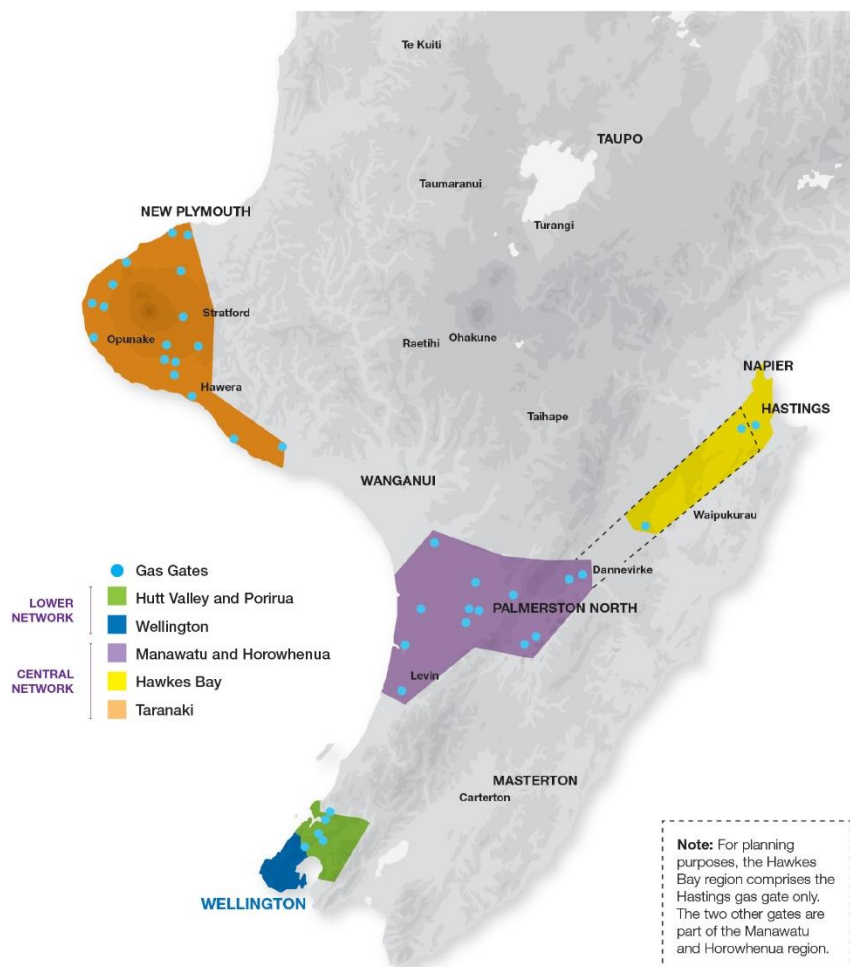 Te Kuiti
TAUPO
Taumaranui
NEW PLYMOUTH
Turangi
Stratford
Opunake
Raetihi
Ohakune
NAPIER
Hawera
HASTINGS
Taihape
WANGANUI
Waipukurau
Gas Gates
Dannevirke
LOWER
NETWORK
Hutt Valley and Porirua
PALMERSTON NORTH
Wellington
Manawatu and Horowhenua
CENTRAL
NETWORK
Hawkes Bay
Levin
Taranaki
MASTERTON
Carterton
WELLINGTON
Note: For planning
purposes, the Hawkes
Bay region comprises the
Hastings gas gate only.
The two other gates are
part of the Manawatu
and Horowhenua region.